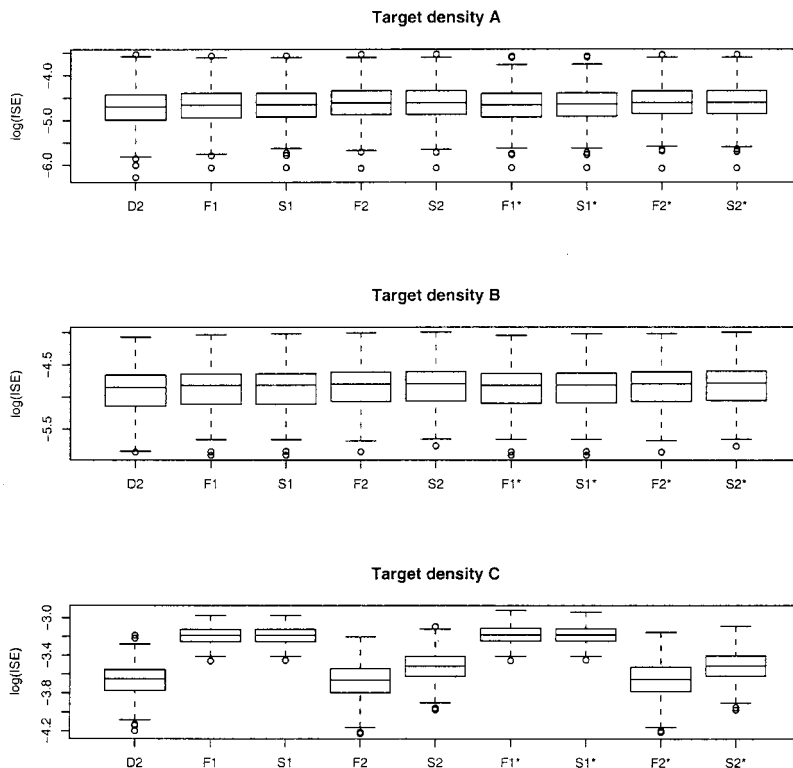 Target density A
log(ISE)
-4.0
-5.0
-6.0
D2 F1 S1 F2 S2 F1* S1* F2* S2*
Target density B
log(ISE)
-4.5
-5.5
D2 F1 S1 F2 S2 F1* S1* F2* S2*
Target density C
log(ISE)
-3.0
-3.4
-3.8
-4.2
D2 F1 S1 F2 S2 F1* S1* F2* S2*